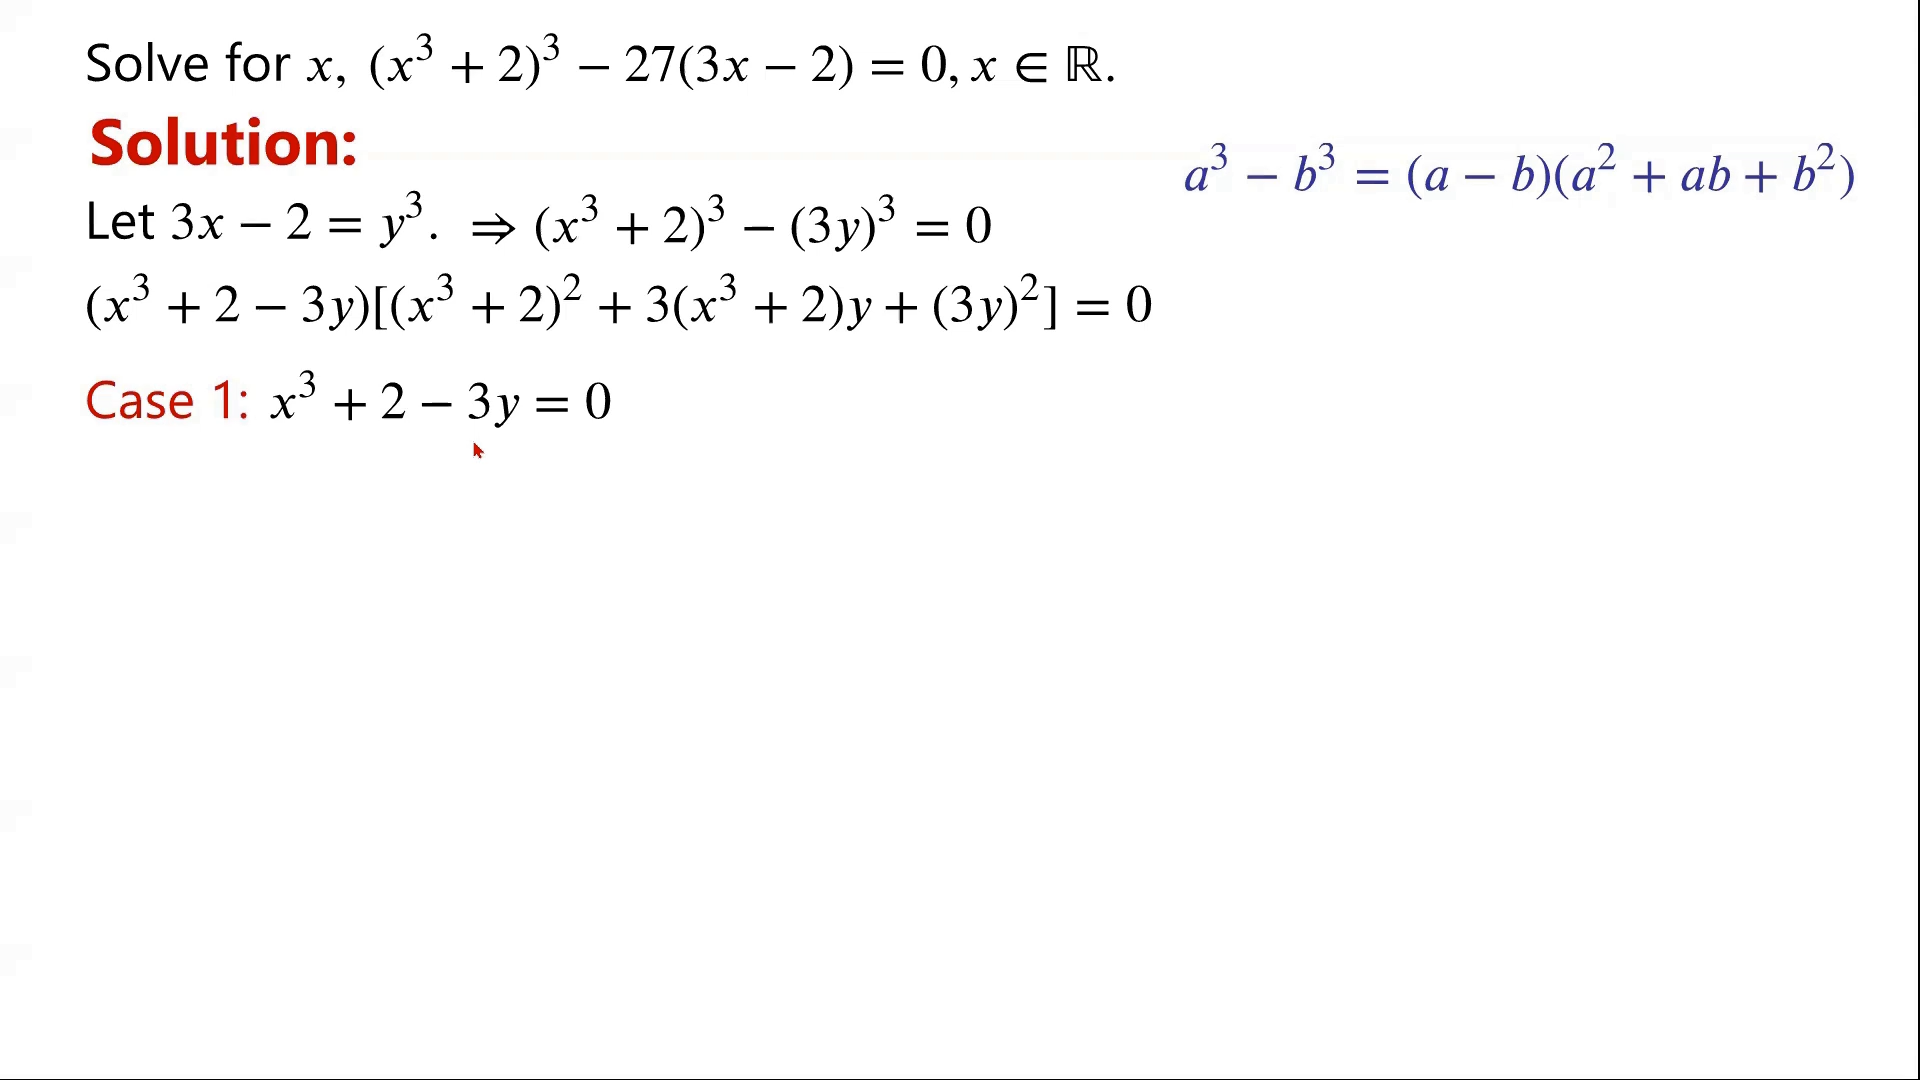 Solve for x, (x³ + 2)³ − 27(3x − 2) = 0, x ∈ ℝ.
Solution:
a³ − b³ = (a − b)(a² + ab + b²)
Let 3x − 2 = y³. ⇒ (x³ + 2)³ − (3y)³ = 0
(x³ + 2 − 3y)[(x³ + 2)² + 3(x³ + 2)y + (3y)²] = 0
Case 1: x³ + 2 − 3y = 0